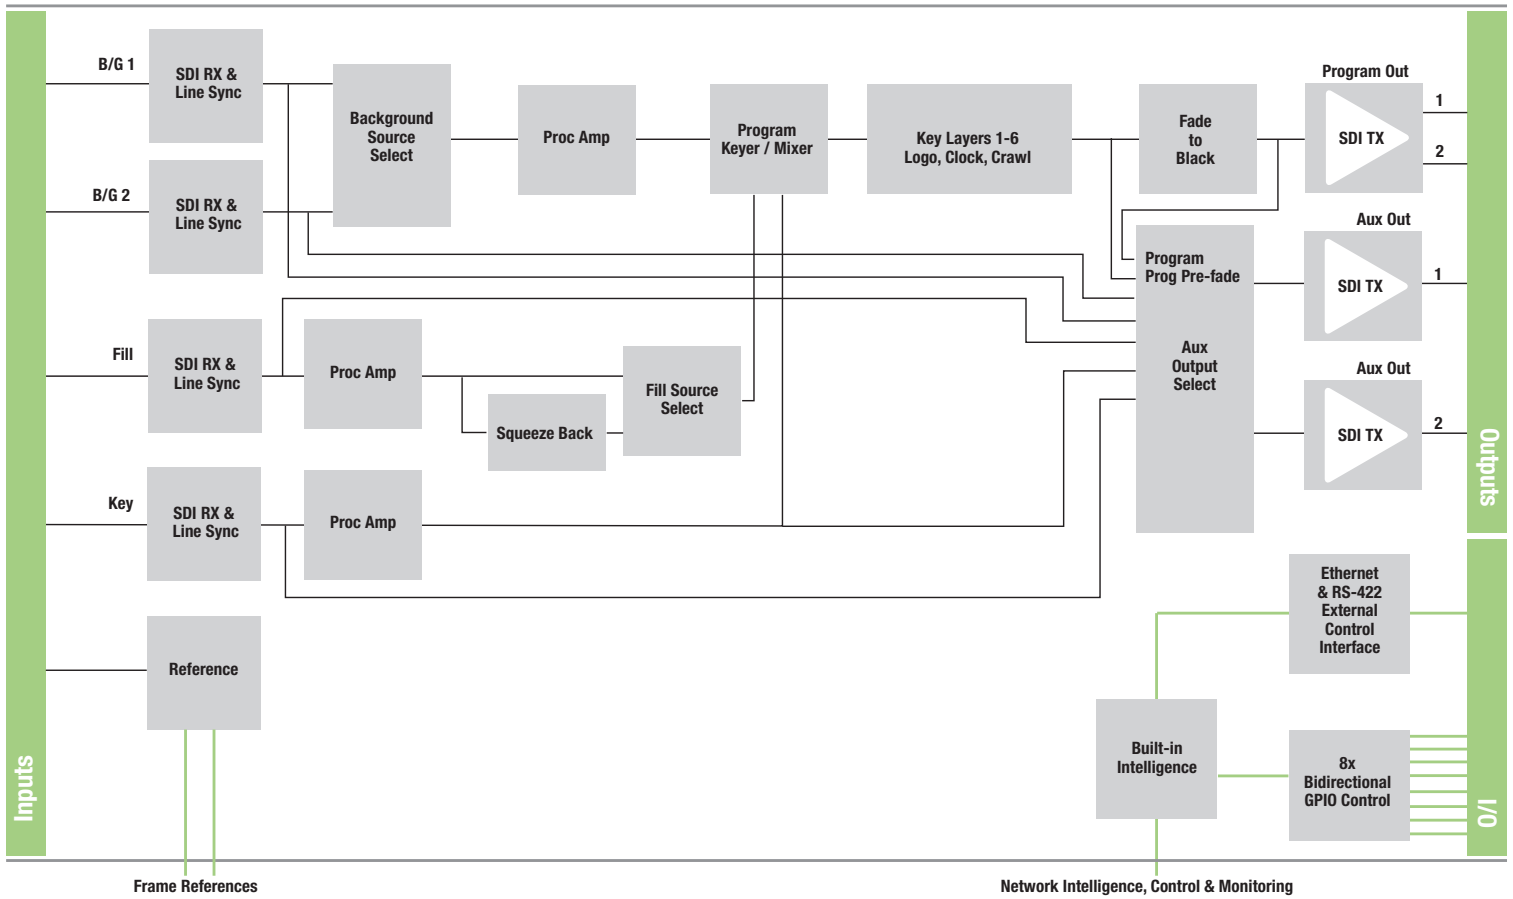 B/G 1
SDI RX &
Line Sync
Background
Source
Select
Proc Amp
Program
Keyer / Mixer
Key Layers 1-6
Logo, Clock, Crawl
Fade
to
Black
Program Out
SDI TX
1
2
B/G 2
SDI RX &
Line Sync
Aux Out
Program
Prog Pre-fade
Aux
Output
Select
SDI TX
1
Fill
SDI RX &
Line Sync
Proc Amp
Squeeze Back
Fill Source
Select
Aux Out
SDI TX
2
Outputs
Key
SDI RX &
Line Sync
Proc Amp
Reference
Ethernet
& RS-422
External
Control
Interface
Built-in
Intelligence
8x
Bidirectional
GPIO Control
Inputs
I/O
Frame References
Network Intelligence, Control & Monitoring